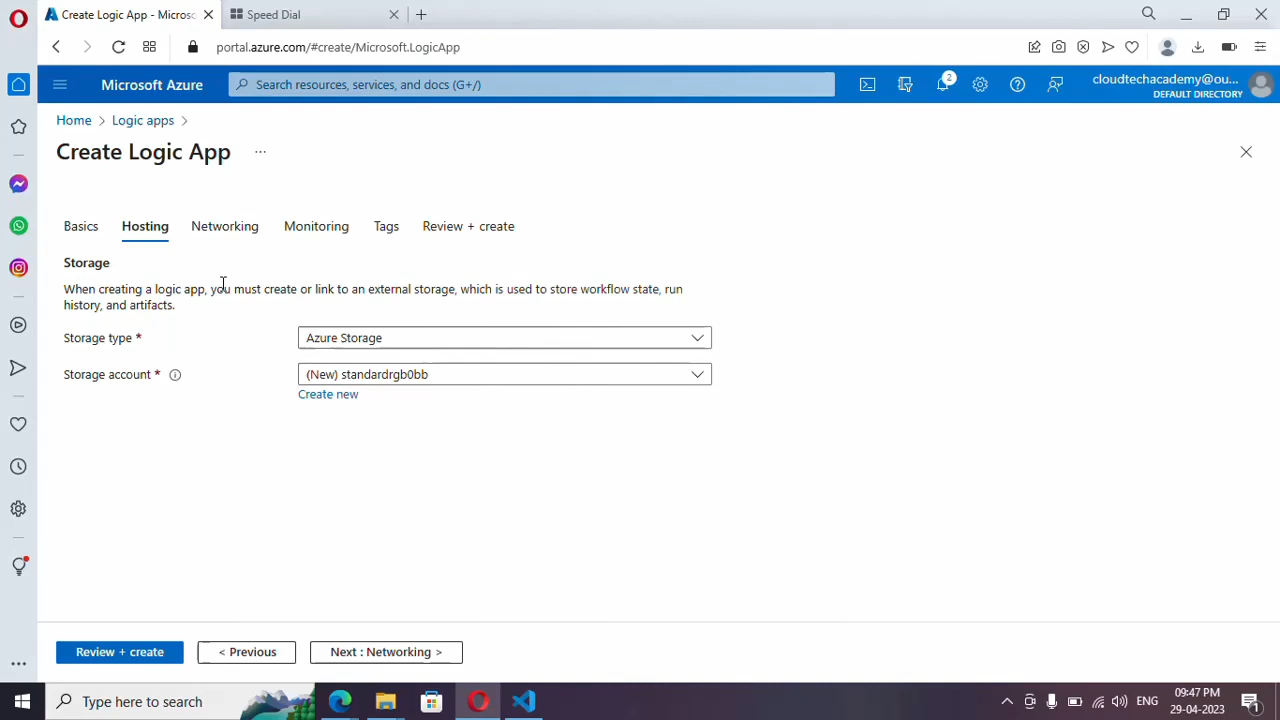 Create Logic App - Microsc
Speed Dial
portal.azure.com/#create/Microsoft.LogicApp
Microsoft Azure
Search resources, services, and docs (G+/)
2
cloudtechacademy@ou...
DEFAULT DIRECTORY
Home > Logic apps >
Create Logic App ...
Basics
Hosting
Networking
Monitoring
Tags
Review + create
Storage
When creating a logic app, you must create or link to an external storage, which is used to store workflow state, run
history, and artifacts.
Storage type *
Azure Storage
Storage account *
(New) standardrgb0bb
Create new
Review + create
< Previous
Next : Networking >
Type here to search
ENG
09:47 PM
29-04-2023
1